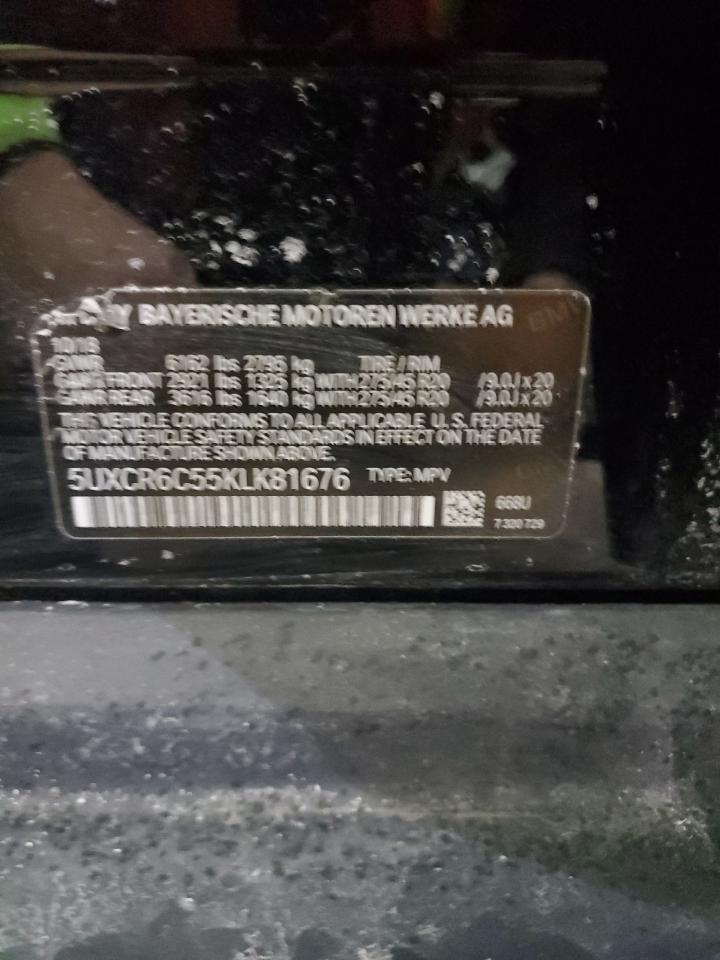 BY BAYERISCHE MOTOREN WERKE AG
10/18
GVWR 6162 lbs 2795 kg TIRE / RIM
GAWR FRONT 2921 lbs 1325 kg WITH 275/45 R20 /9.0J x 20
GAWR REAR 3616 lbs 1640 kg WITH 275/45 R20 /9.0J x 20
THIS VEHICLE CONFORMS TO ALL APPLICABLE U. S. FEDERAL
MOTOR VEHICLE SAFETY STANDARDS IN EFFECT ON THE DATE
OF MANUFACTURE SHOWN ABOVE.
5UXCR6C55KLK81676 TYPE: MPV
668U
7 320 729